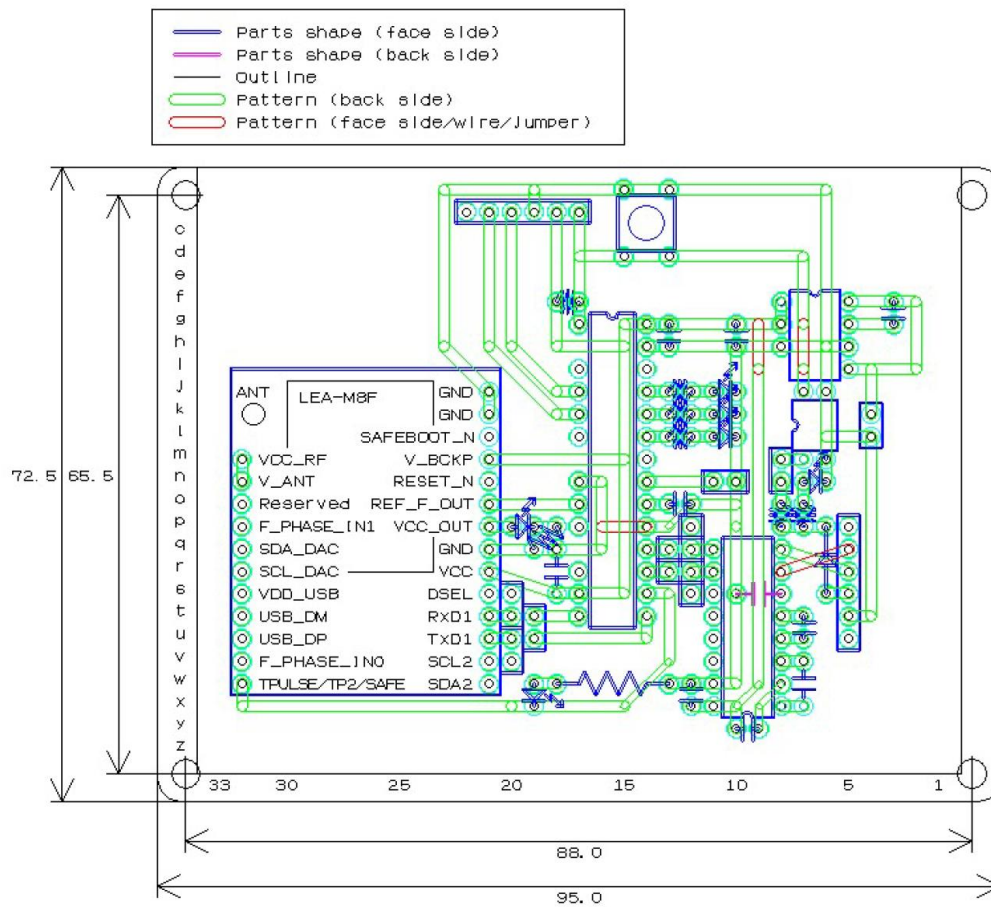 Parts shape (face side)
Parts shape (back side)
Outline
Pattern (back side)
Pattern (face side/wire/jumper)
c
d
e
f
g
h
i
j
k
l
m
n
o
p
q
r
s
t
u
v
w
x
y
z
ANT
LEA-M8F
GND
GND
SAFEBOOT_N
VCC_RF V_BCKP
V_ANT RESET_N
Reserved REF_F_OUT
F_PHASE_IN1 VCC_OUT
SDA_DAC GND
SCL_DAC VCC
VDD_USB DSEL
USB_DM RxD1
USB_DP TxD1
F_PHASE_IN0 SCL2
TPULSE/TP2/SAFE SDA2
72.5 65.5
33 30 25 20 15 10 5 1
88.0
95.0